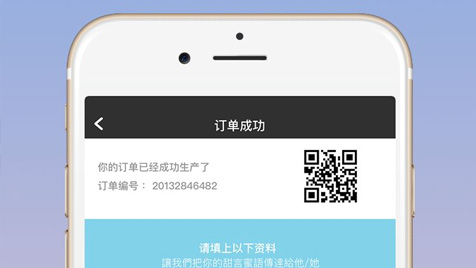 订单成功
你的订单已经成功生产了
订单编号： 20132846482
请填上以下资料
讓我們把你的甜言蜜語傳達給他/她